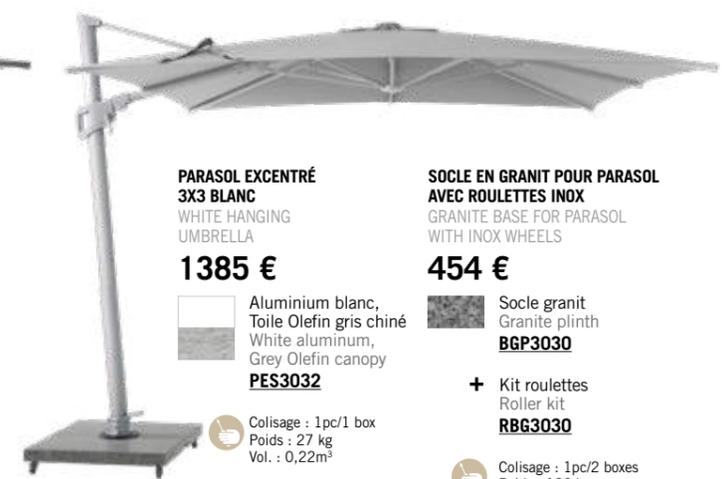 PARASOL EXCENTRÉ
3X3 BLANC
WHITE HANGING
UMBRELLA
1385 €
Aluminium blanc,
Toile Olefin gris chiné
White aluminum,
Grey Olefin canopy
PES3032
Colisage : 1pc/1 box
Poids : 27 kg
Vol. : 0,22m³
SOCLE EN GRANIT POUR PARASOL
AVEC ROULETTES INOX
GRANITE BASE FOR PARASOL
WITH INOX WHEELS
454 €
Socle granit
Granite plinth
BGP3030
+ Kit roulettes
Roller kit
RBG3030
Colisage : 1pc/2 boxes